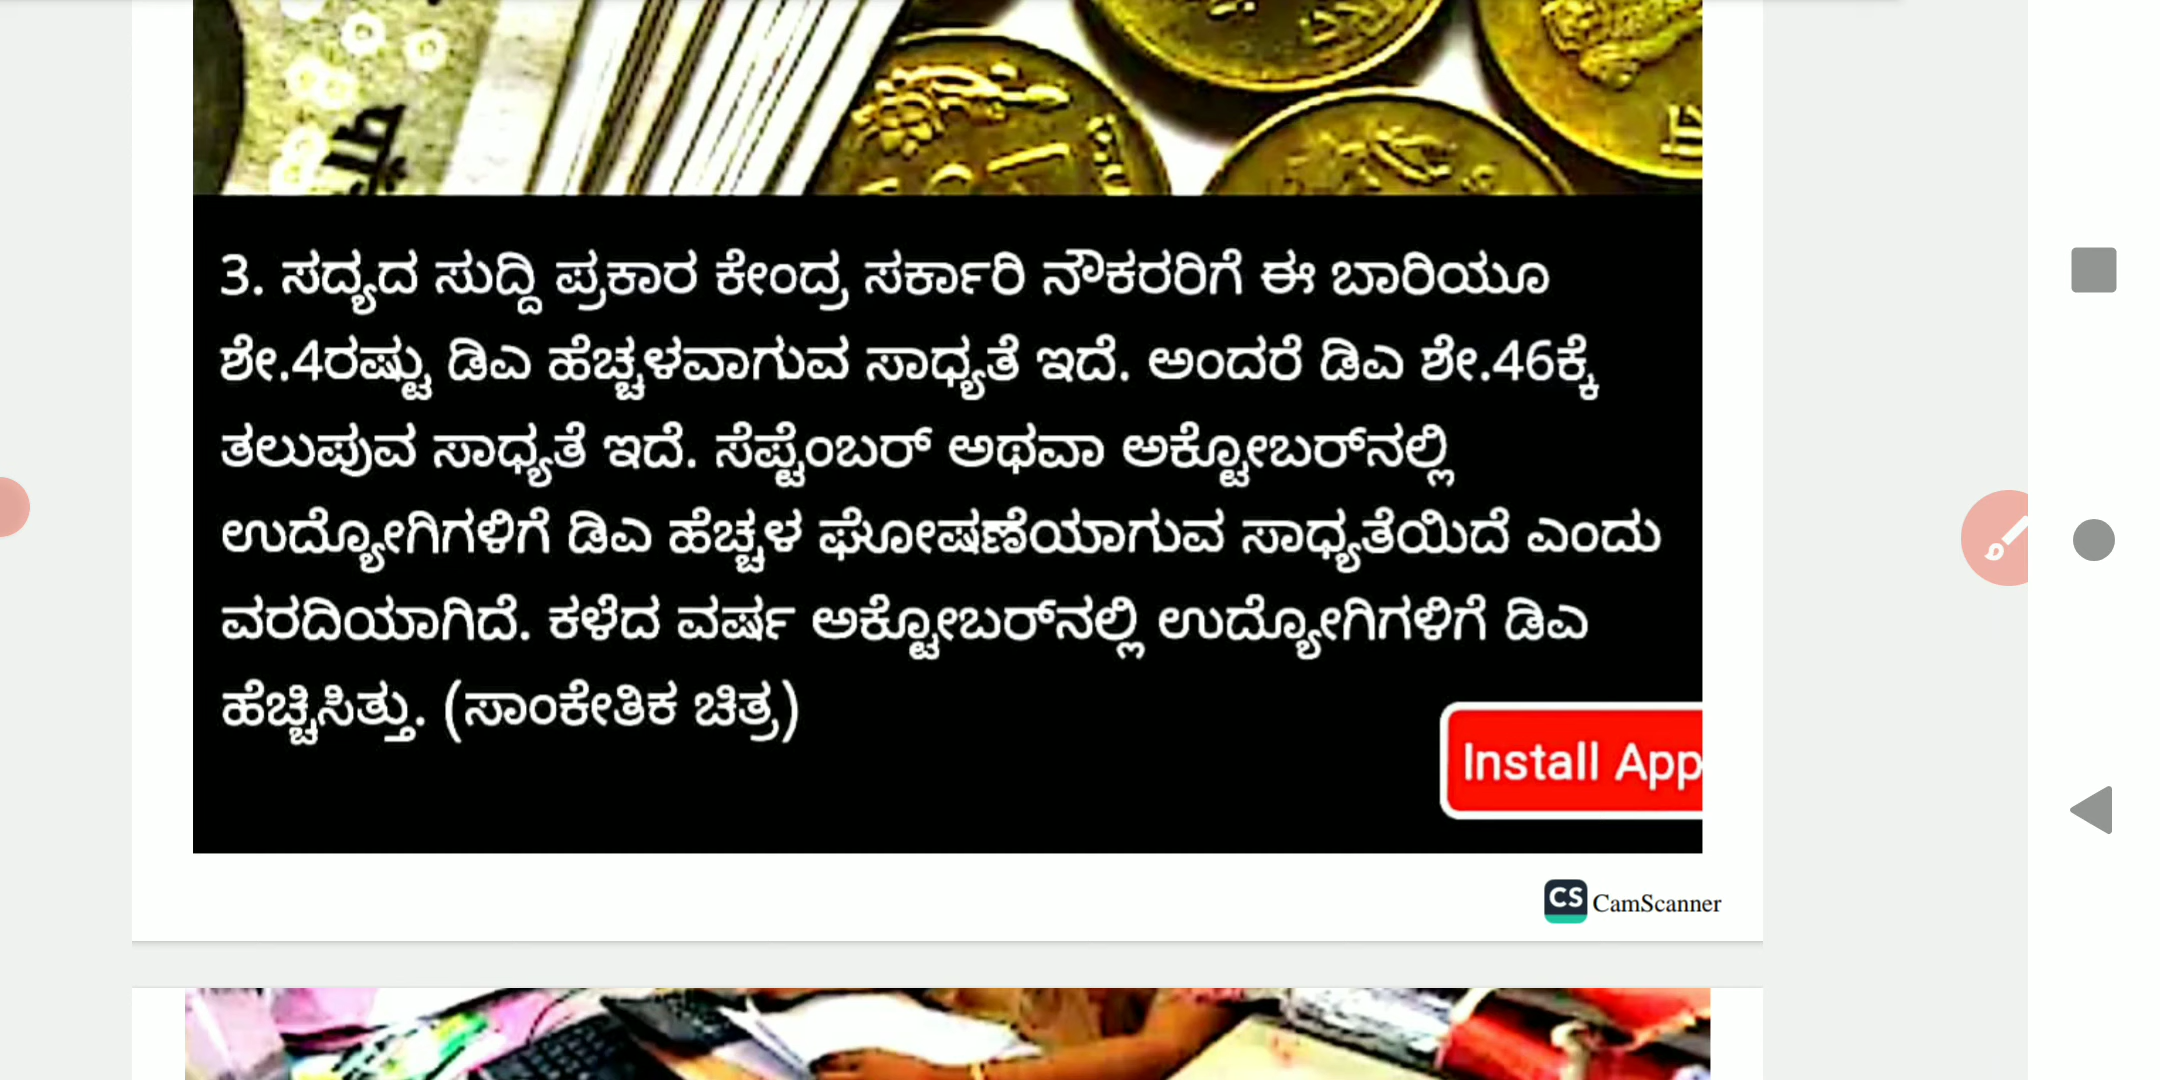 3. ಸದ್ಯದ ಸುದ್ದಿ ಪ್ರಕಾರ ಕೇಂದ್ರ ಸರ್ಕಾರಿ ನೌಕರರಿಗೆ ಈ ಬಾರಿಯೂ
ಶೇ.4ರಷ್ಟು ಡಿಎ ಹೆಚ್ಚಳವಾಗುವ ಸಾಧ್ಯತೆ ಇದೆ. ಅಂದರೆ ಡಿಎ ಶೇ.46ಕ್ಕೆ
ತಲುಪುವ ಸಾಧ್ಯತೆ ಇದೆ. ಸೆಪ್ಟೆಂಬರ್ ಅಥವಾ ಅಕ್ಟೋಬರ್‌ನಲ್ಲಿ
ಉದ್ಯೋಗಿಗಳಿಗೆ ಡಿಎ ಹೆಚ್ಚಳ ಘೋಷಣೆಯಾಗುವ ಸಾಧ್ಯತೆಯಿದೆ ಎಂದು
ವರದಿಯಾಗಿದೆ. ಕಳೆದ ವರ್ಷ ಅಕ್ಟೋಬರ್‌ನಲ್ಲಿ ಉದ್ಯೋಗಿಗಳಿಗೆ ಡಿಎ
ಹೆಚ್ಚಿಸಿತ್ತು. (ಸಾಂಕೇತಿಕ ಚಿತ್ರ)
Install App
CS CamScanner